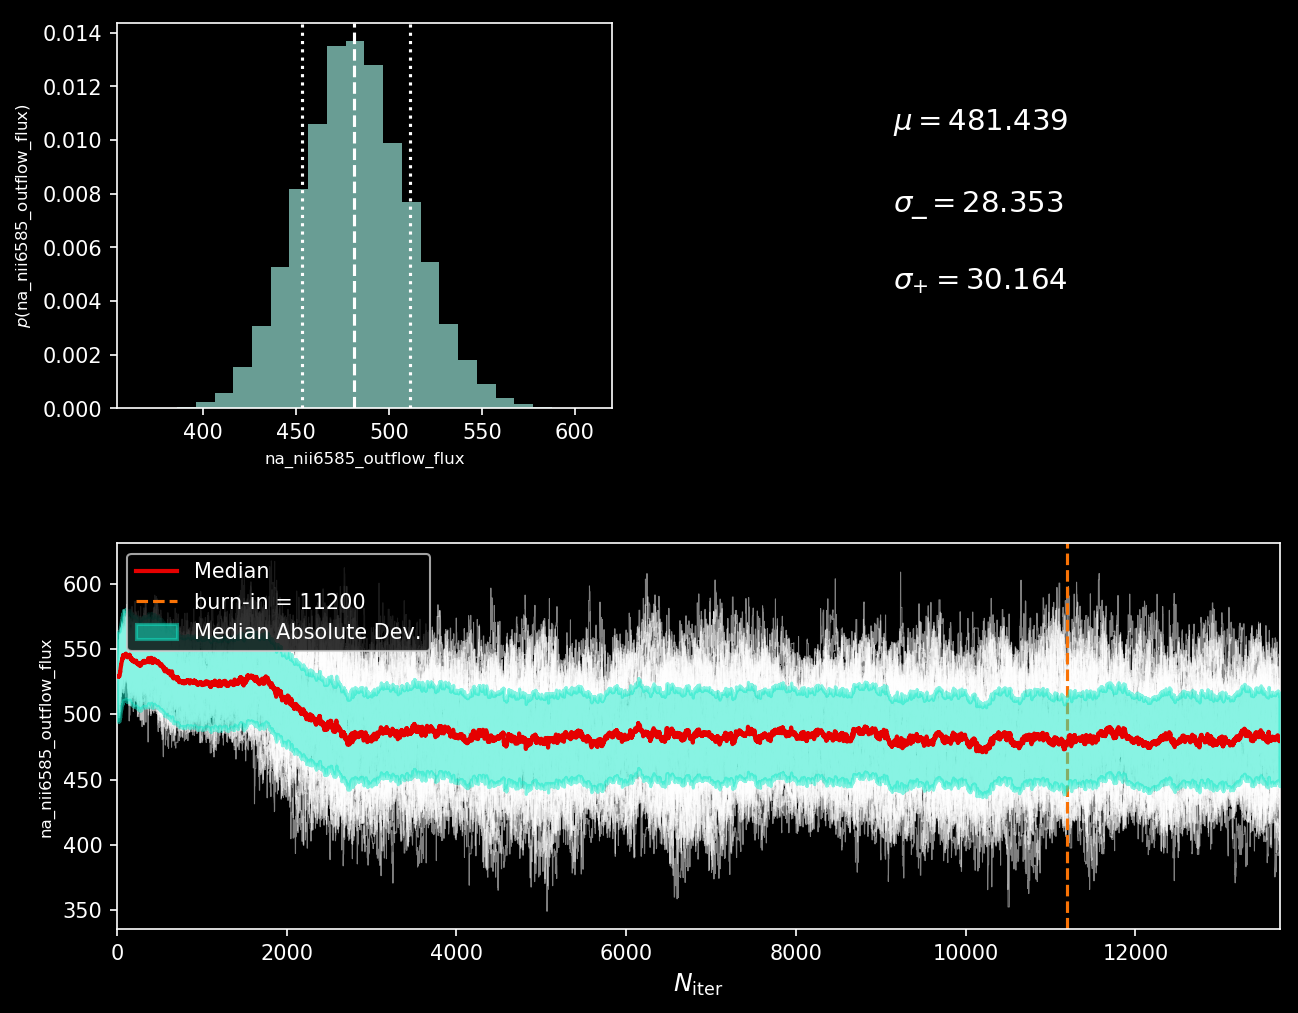 0.014
0.012
0.010
0.008
0.006
0.004
0.002
0.000
p(na_nii6585_outflow_flux)
400 450 500 550 600
na_nii6585_outflow_flux
μ = 481.439
σ₋ = 28.353
σ₊ = 30.164
600
550
500
450
400
350
na_nii6585_outflow_flux
Median
burn-in = 11200
Median Absolute Dev.
0 2000 4000 6000 8000 10000 12000
N_iter